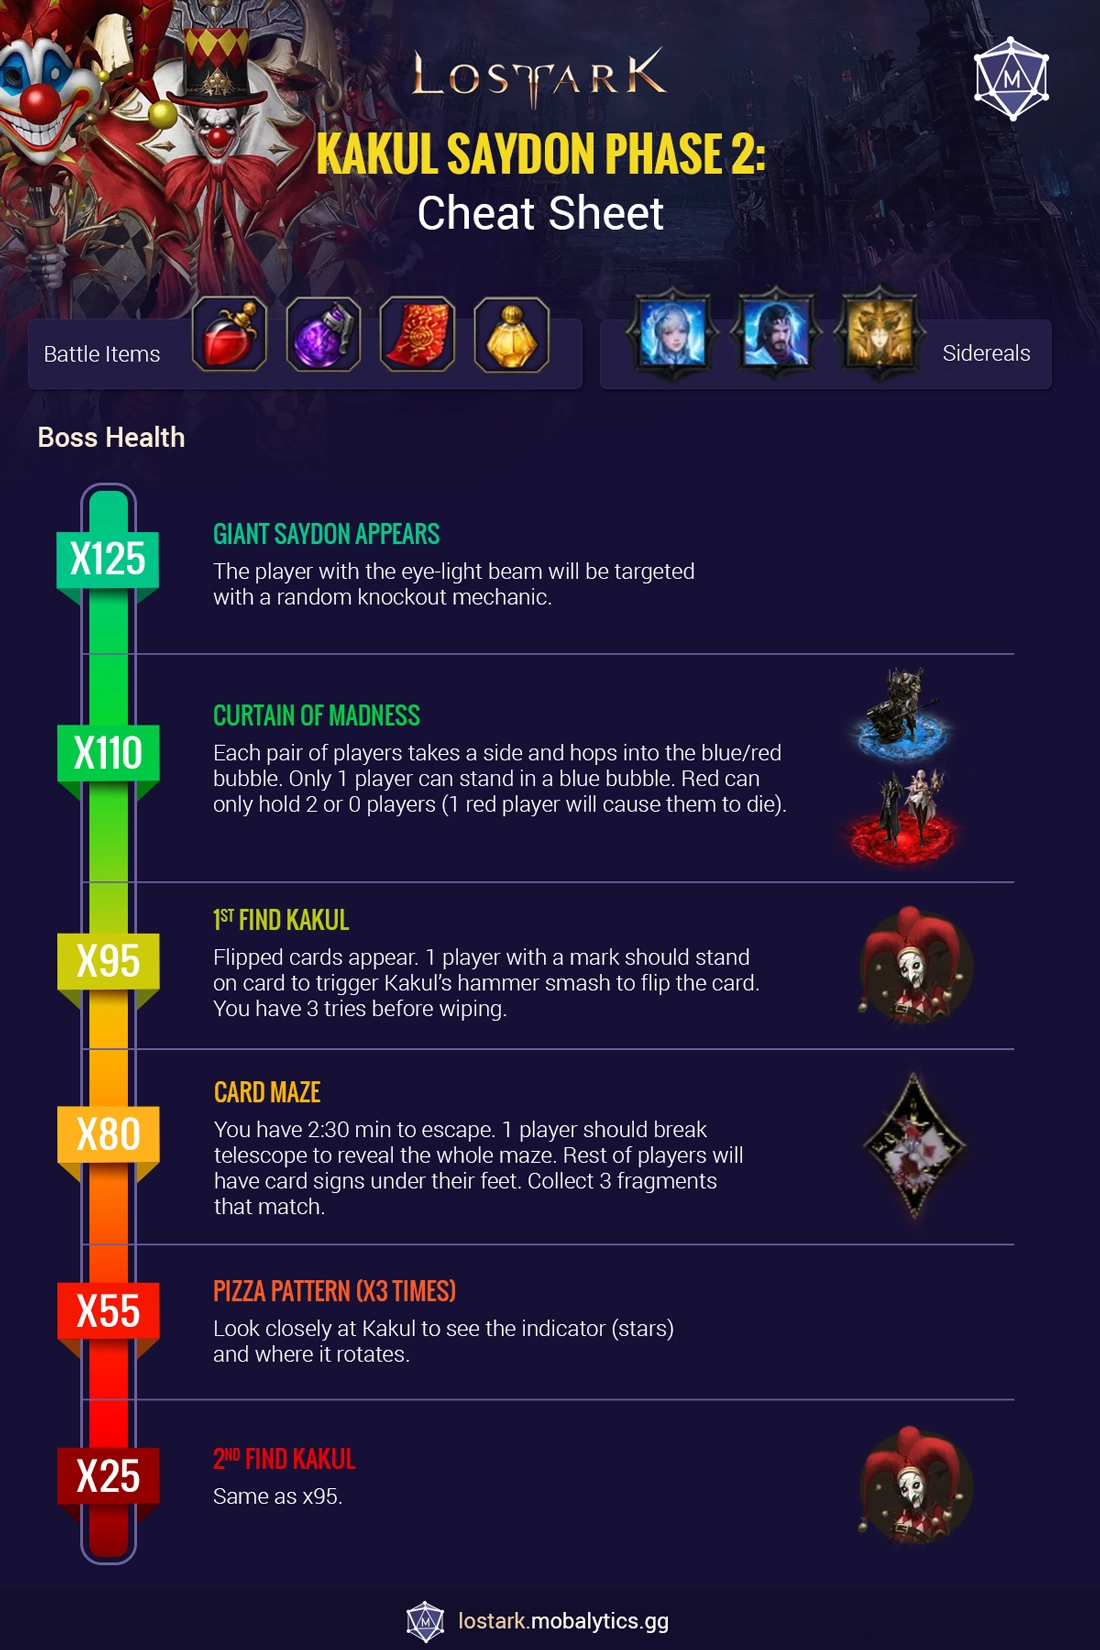 LOSTARK
M
KAKUL SAYDON PHASE 2:
Cheat Sheet
Battle Items
Sidereals
Boss Health
X125
GIANT SAYDON APPEARS
The player with the eye-light beam will be targeted
with a random knockout mechanic.
X110
CURTAIN OF MADNESS
Each pair of players takes a side and hops into the blue/red
bubble. Only 1 player can stand in a blue bubble. Red can
only hold 2 or 0 players (1 red player will cause them to die).
X95
1ST FIND KAKUL
Flipped cards appear. 1 player with a mark should stand
on card to trigger Kakul's hammer smash to flip the card.
You have 3 tries before wiping.
X80
CARD MAZE
You have 2:30 min to escape. 1 player should break
telescope to reveal the whole maze. Rest of players will
have card signs under their feet. Collect 3 fragments
that match.
X55
PIZZA PATTERN (X3 TIMES)
Look closely at Kakul to see the indicator (stars)
and where it rotates.
X25
2ND FIND KAKUL
Same as x95.
M
lostark.mobalytics.gg